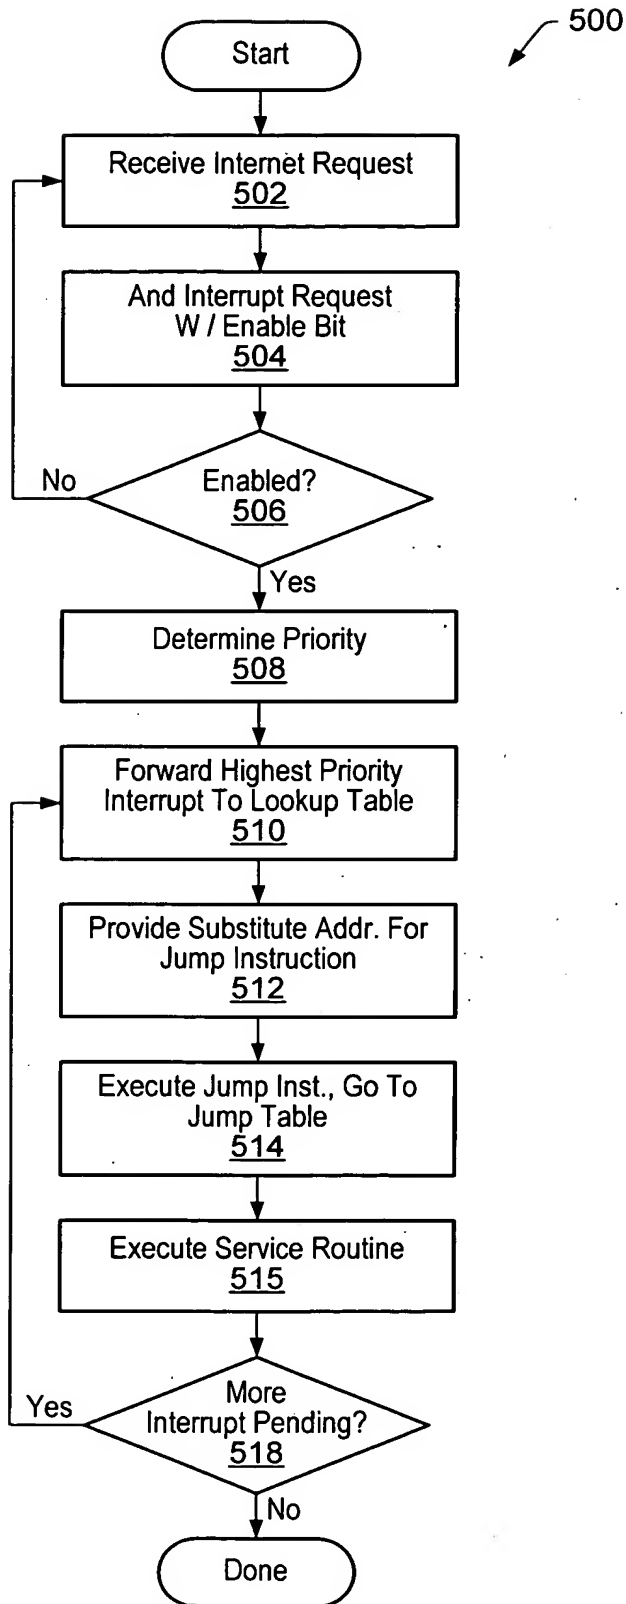 500
Start
Receive Internet Request
502
And Interrupt Request
W / Enable Bit
504
No
Enabled?
506
Yes
Determine Priority
508
Forward Highest Priority
Interrupt To Lookup Table
510
Provide Substitute Addr. For
Jump Instruction
512
Execute Jump Inst., Go To
Jump Table
514
Execute Service Routine
515
Yes
More
Interrupt Pending?
518
No
Done